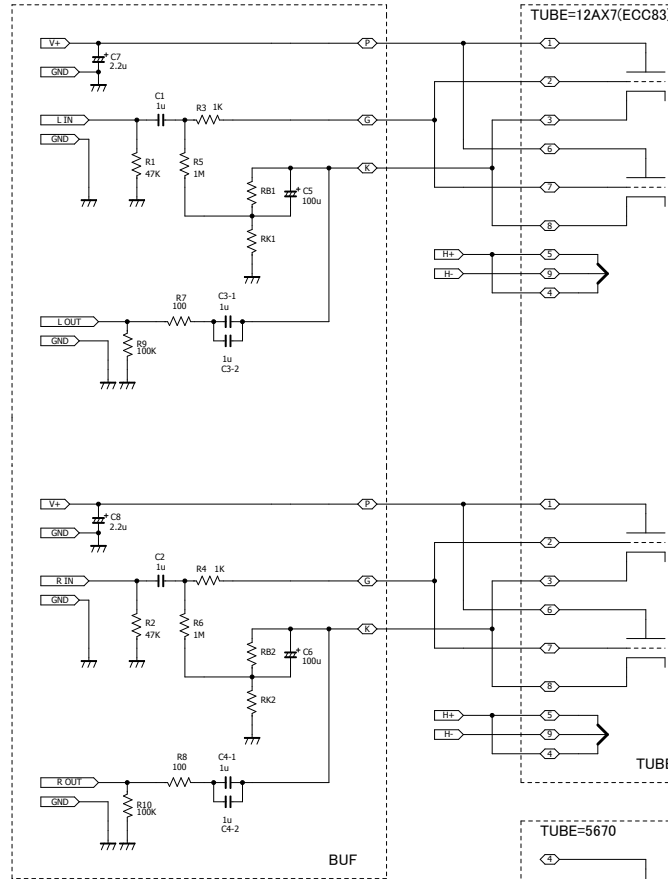 TUBE=12AX7(ECC83)
V+
P
1
+
C7
2.2u
GND
2
C1
1u
R3 1K
L IN
G
3
GND
6
R1
47K
R5
1M
K
RB1
+
C5
100u
7
8
RK1
H+
5
H-
9
4
R7
100
C3-1
1u
L OUT
GND
R9
100K
1u
C3-2
V+
P
1
+
C8
2.2u
GND
2
C2
1u
R4 1K
R IN
G
3
GND
6
R2
47K
R6
1M
K
RB2
+
C6
100u
7
8
RK2
H+
5
H-
9
4
TUBE
R8
100
C4-1
1u
R OUT
GND
R10
100K
1u
C4-2
TUBE=5670
BUF
4